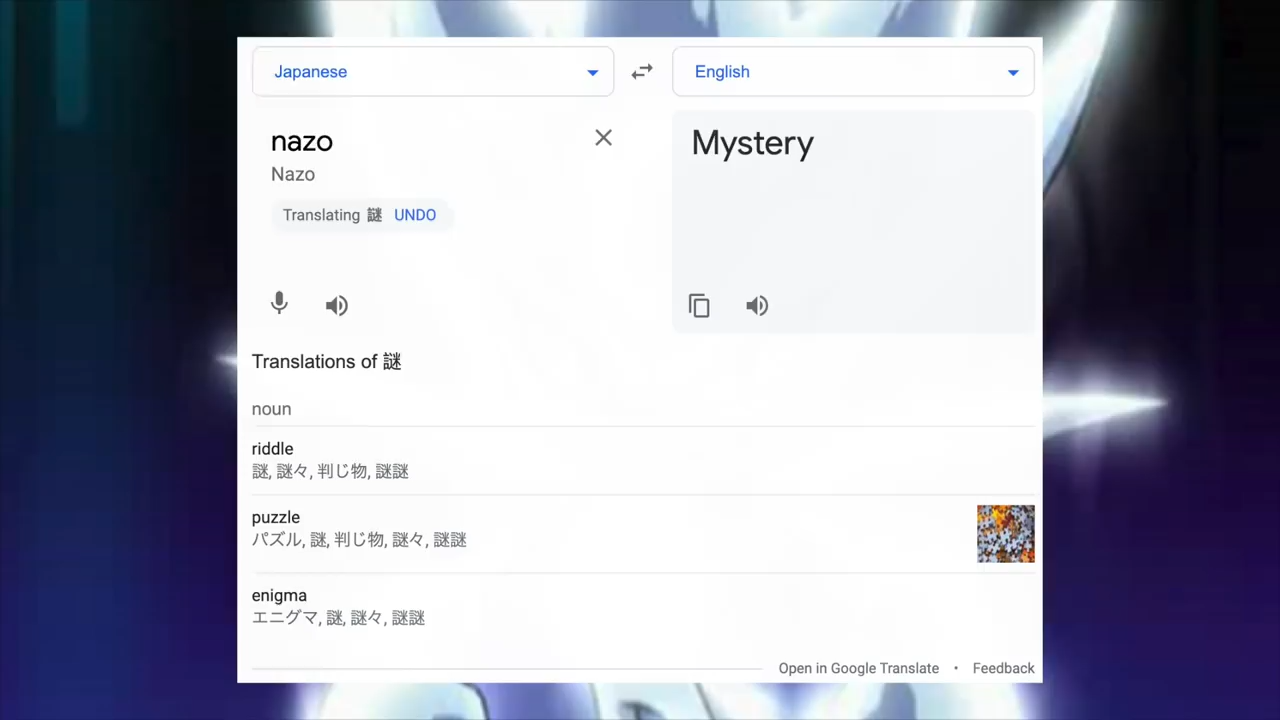 Japanese
English
nazo
Nazo
Translating 謎 UNDO
Mystery
Translations of 謎
noun
riddle
謎, 謎々, 判じ物, 謎謎
puzzle
パズル, 謎, 判じ物, 謎々, 謎謎
enigma
エニグマ, 謎, 謎々, 謎謎
Open in Google Translate • Feedback